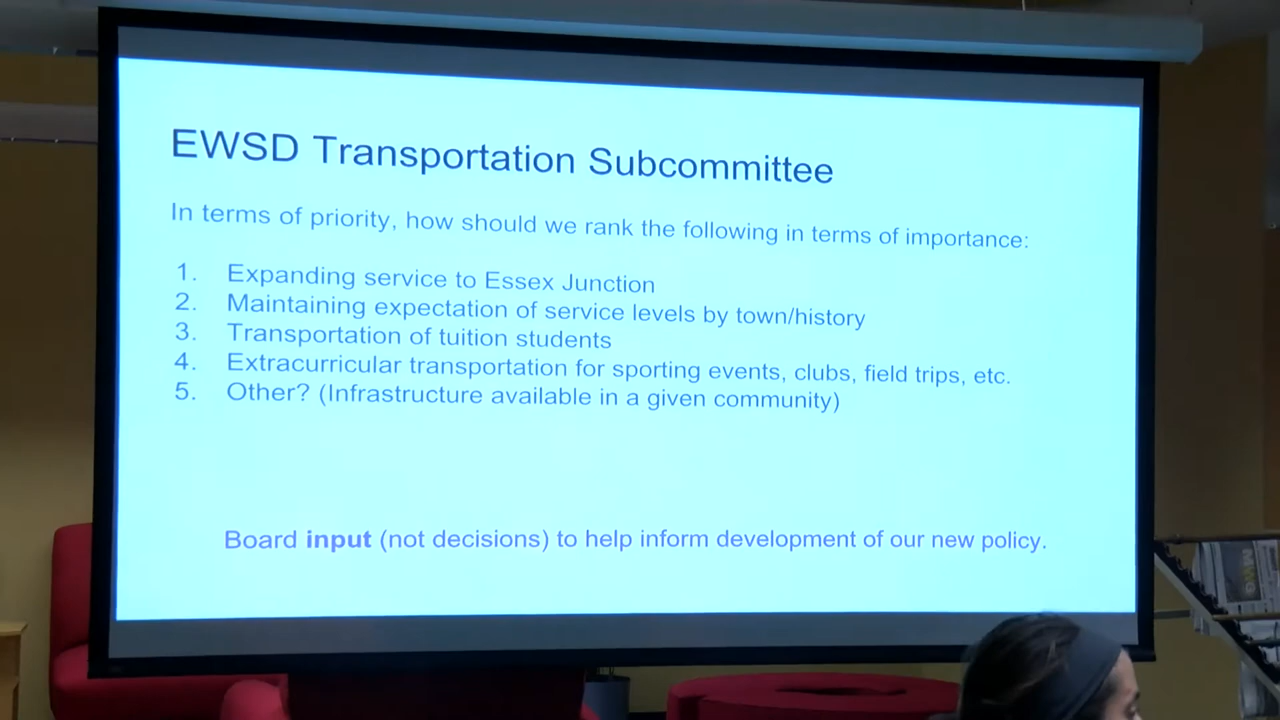 EWSD Transportation Subcommittee
In terms of priority, how should we rank the following in terms of importance:
1. Expanding service to Essex Junction
2. Maintaining expectation of service levels by town/history
3. Transportation of tuition students
4. Extracurricular transportation for sporting events, clubs, field trips, etc.
5. Other? (Infrastructure available in a given community)
Board input (not decisions) to help inform development of our new policy.